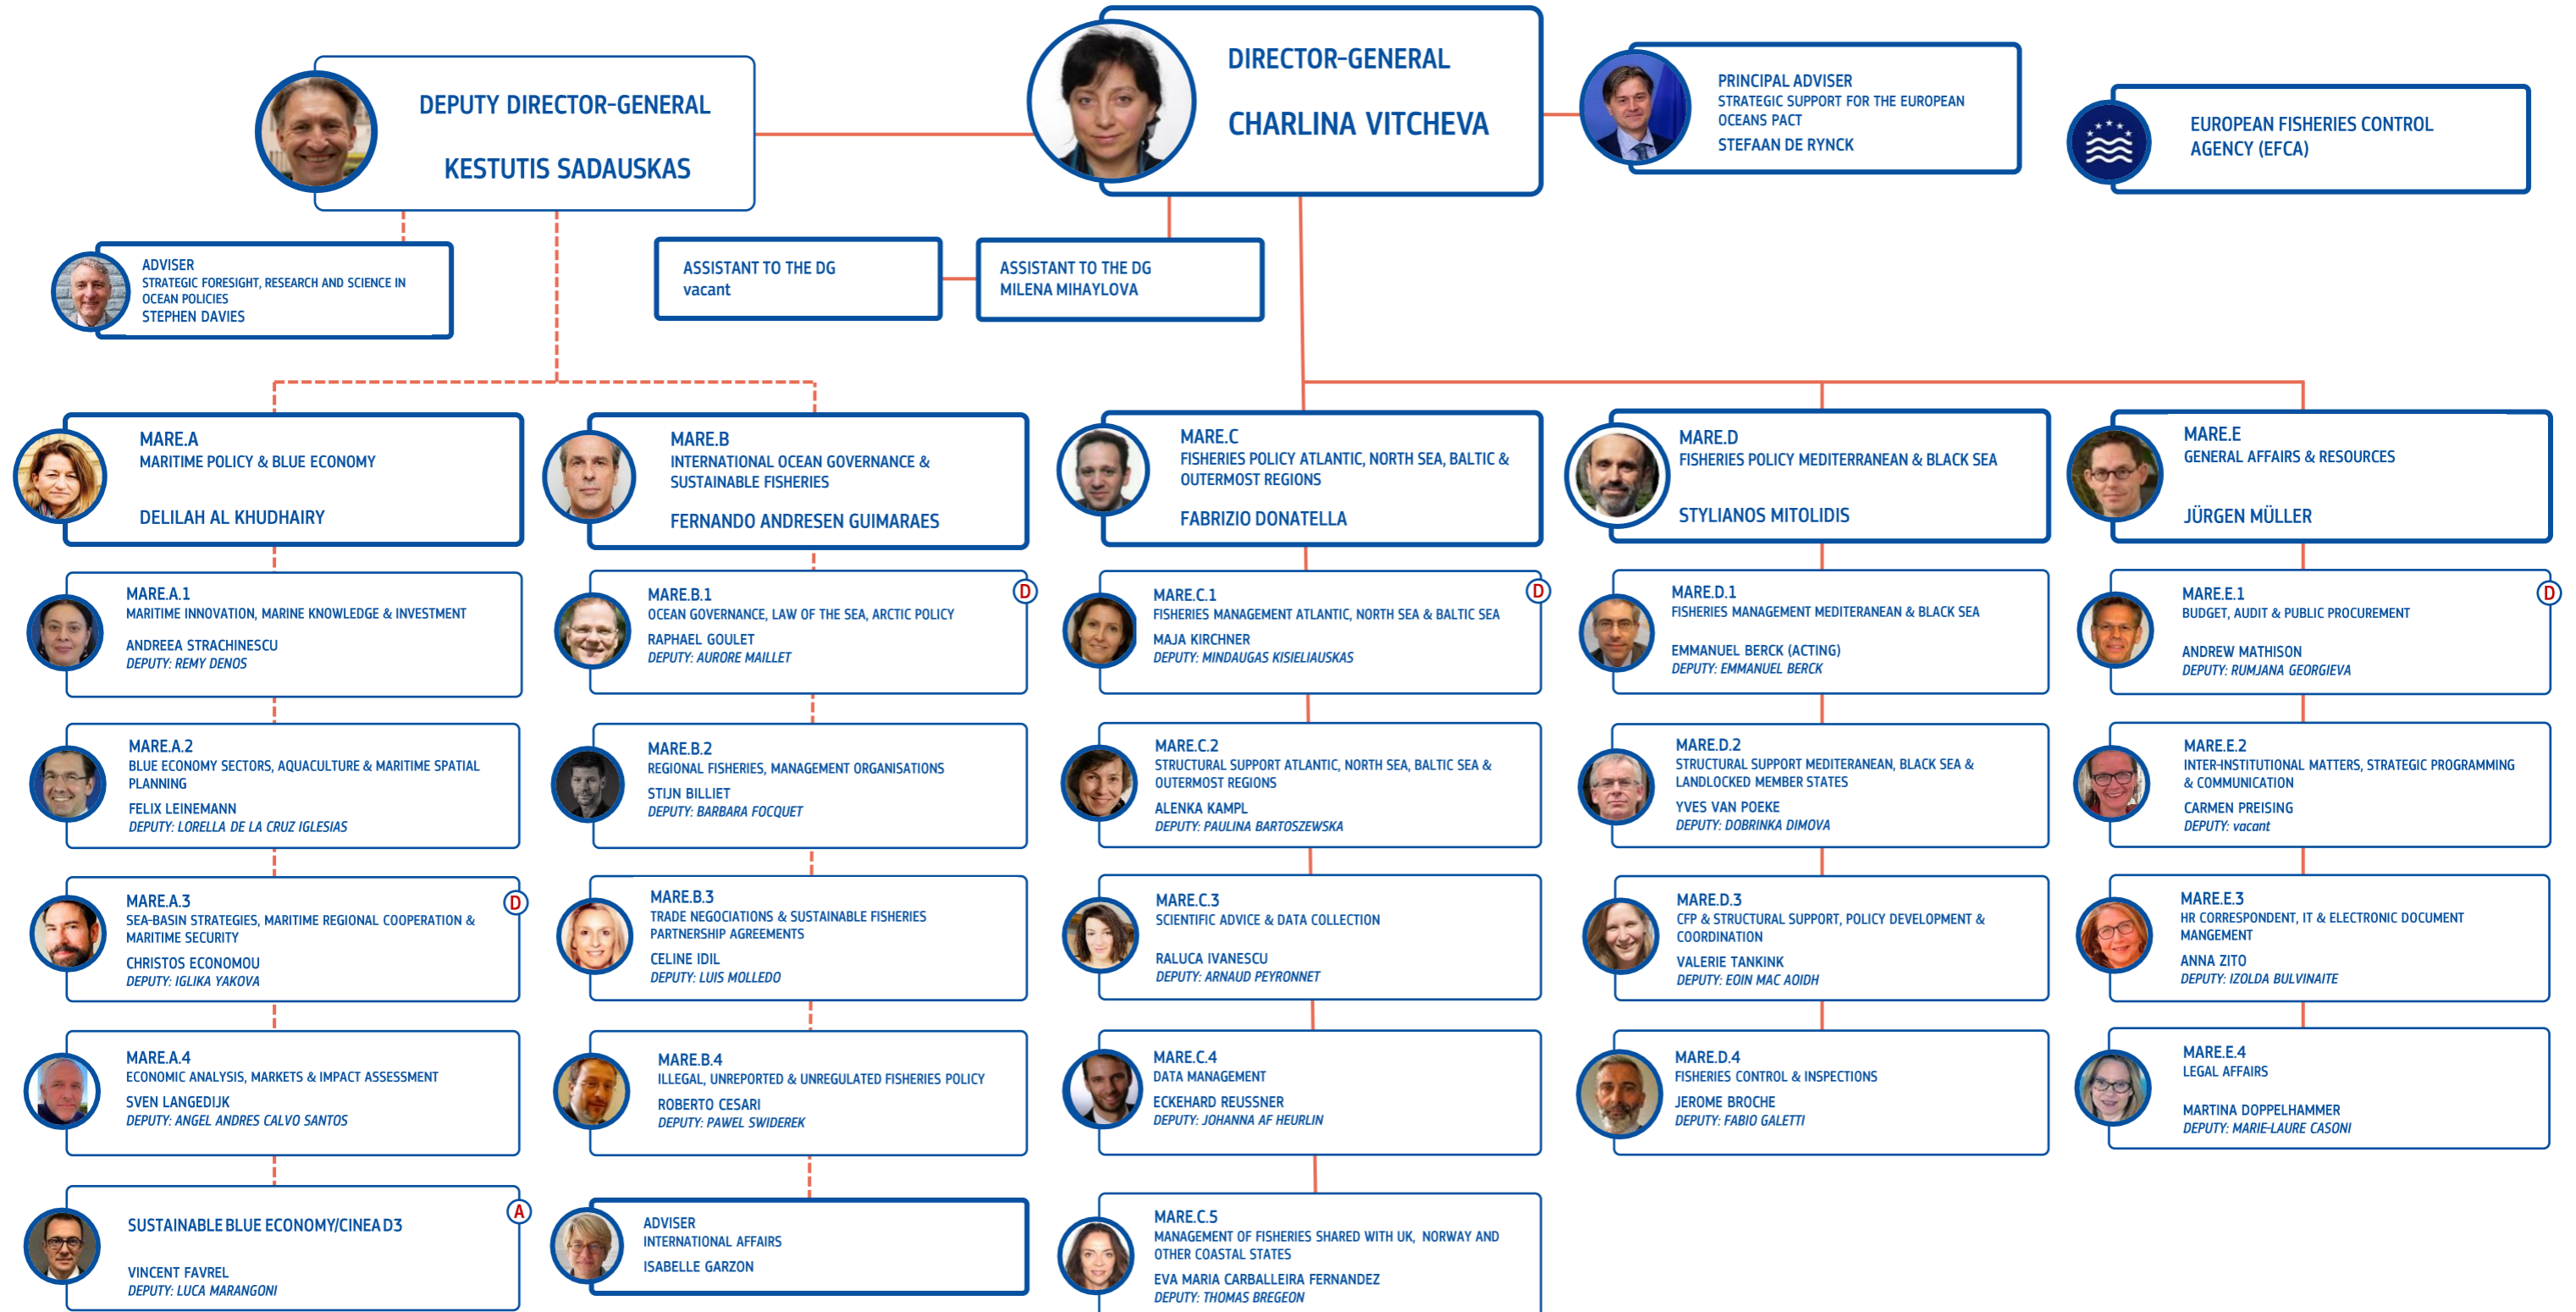 DEPUTY DIRECTOR-GENERAL
KESTUTIS SADAUSKAS
DIRECTOR-GENERAL
CHARLINA VITCHEVA
PRINCIPAL ADVISER
STRATEGIC SUPPORT FOR THE EUROPEAN
OCEANS PACT
STEFAAN DE RYNCK
EUROPEAN FISHERIES CONTROL
AGENCY (EFCA)
ADVISER
STRATEGIC FORESIGHT, RESEARCH AND SCIENCE IN
OCEAN POLICIES
STEPHEN DAVIES
ASSISTANT TO THE DG
vacant
ASSISTANT TO THE DG
MILENA MIHAYLOVA
MARE.A
MARITIME POLICY & BLUE ECONOMY
DELILAH AL KHUDHAIRY
MARE.A.1
MARITIME INNOVATION, MARINE KNOWLEDGE & INVESTMENT
ANDREEA STRACHINESCU
DEPUTY: REMY DENOS
MARE.A.2
BLUE ECONOMY SECTORS, AQUACULTURE & MARITIME SPATIAL
PLANNING
FELIX LEINEMANN
DEPUTY: LORELLA DE LA CRUZ IGLESIAS
MARE.A.3
D
SEA-BASIN STRATEGIES, MARITIME REGIONAL COOPERATION &
MARITIME SECURITY
CHRISTOS ECONOMOU
DEPUTY: IGLIKA YAKOVA
MARE.A.4
ECONOMIC ANALYSIS, MARKETS & IMPACT ASSESSMENT
SVEN LANGEDIJK
DEPUTY: ANGEL ANDRES CALVO SANTOS
A
SUSTAINABLE BLUE ECONOMY/CINEA D3
VINCENT FAVREL
DEPUTY: LUCA MARANGONI
MARE.B
INTERNATIONAL OCEAN GOVERNANCE &
SUSTAINABLE FISHERIES
FERNANDO ANDRESEN GUIMARAES
MARE.B.1
D
OCEAN GOVERNANCE, LAW OF THE SEA, ARCTIC POLICY
RAPHAEL GOULET
DEPUTY: AURORE MAILLET
MARE.B.2
REGIONAL FISHERIES, MANAGEMENT ORGANISATIONS
STIJN BILLIET
DEPUTY: BARBARA FOCQUET
MARE.B.3
TRADE NEGOCIATIONS & SUSTAINABLE FISHERIES
PARTNERSHIP AGREEMENTS
CELINE IDIL
DEPUTY: LUIS MOLLEDO
MARE.B.4
ILLEGAL, UNREPORTED & UNREGULATED FISHERIES POLICY
ROBERTO CESARI
DEPUTY: PAWEL SWIDEREK
ADVISER
INTERNATIONAL AFFAIRS
ISABELLE GARZON
MARE.C
FISHERIES POLICY ATLANTIC, NORTH SEA, BALTIC &
OUTERMOST REGIONS
FABRIZIO DONATELLA
MARE.C.1
D
FISHERIES MANAGEMENT ATLANTIC, NORTH SEA & BALTIC SEA
MAJA KIRCHNER
DEPUTY: MINDAUGAS KISIELIAUSKAS
MARE.C.2
STRUCTURAL SUPPORT ATLANTIC, NORTH SEA, BALTIC SEA &
OUTERMOST REGIONS
ALENKA KAMPL
DEPUTY: PAULINA BARTOSZEWSKA
MARE.C.3
SCIENTIFIC ADVICE & DATA COLLECTION
RALUCA IVANESCU
DEPUTY: ARNAUD PEYRONNET
MARE.C.4
DATA MANAGEMENT
ECKEHARD REUSSNER
DEPUTY: JOHANNA AF HEURLIN
MARE.C.5
MANAGEMENT OF FISHERIES SHARED WITH UK, NORWAY AND
OTHER COASTAL STATES
EVA MARIA CARBALLEIRA FERNANDEZ
DEPUTY: THOMAS BREGEON
MARE.D
FISHERIES POLICY MEDITERRANEAN & BLACK SEA
STYLIANOS MITOLIDIS
MARE.D.1
FISHERIES MANAGEMENT MEDITERANEAN & BLACK SEA
EMMANUEL BERCK (ACTING)
DEPUTY: EMMANUEL BERCK
MARE.D.2
STRUCTURAL SUPPORT MEDITERANEAN, BLACK SEA &
LANDLOCKED MEMBER STATES
YVES VAN POEKE
DEPUTY: DOBRINKA DIMOVA
MARE.D.3
CFP & STRUCTURAL SUPPORT, POLICY DEVELOPMENT &
COORDINATION
VALERIE TANKINK
DEPUTY: EOIN MAC AOIDH
MARE.D.4
FISHERIES CONTROL & INSPECTIONS
JEROME BROCHE
DEPUTY: FABIO GALETTI
MARE.E
GENERAL AFFAIRS & RESOURCES
JÜRGEN MÜLLER
MARE.E.1
D
BUDGET, AUDIT & PUBLIC PROCUREMENT
ANDREW MATHISON
DEPUTY: RUMJANA GEORGIEVA
MARE.E.2
INTER-INSTITUTIONAL MATTERS, STRATEGIC PROGRAMMING
& COMMUNICATION
CARMEN PREISING
DEPUTY: vacant
MARE.E.3
HR CORRESPONDENT, IT & ELECTRONIC DOCUMENT
MANGEMENT
ANNA ZITO
DEPUTY: IZOLDA BULVINAITE
MARE.E.4
LEGAL AFFAIRS
MARTINA DOPPELHAMMER
DEPUTY: MARIE-LAURE CASONI